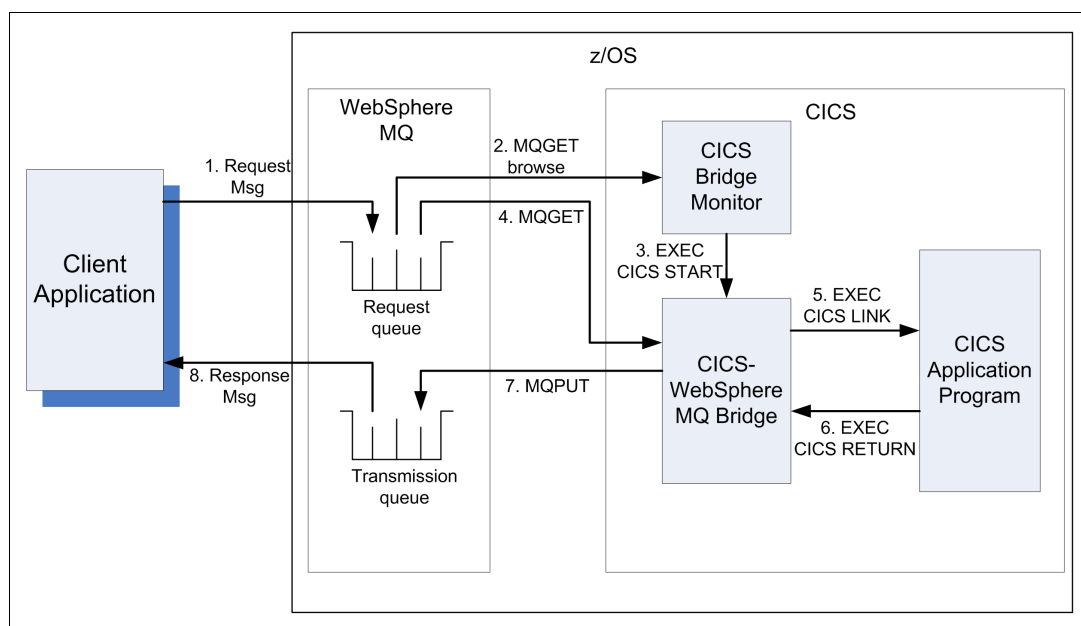 z/OS
WebSphere
MQ
CICS
1. Request
Msg
2. MQGET
browse
CICS
Bridge
Monitor
4. MQGET
3. EXEC
CICS START
Client
Application
Request
queue
5. EXEC
CICS LINK
CICS
Application
Program
8. Response
Msg
7. MQPUT
CICS-
WebSphere
MQ Bridge
6. EXEC
CICS RETURN
Transmission
queue